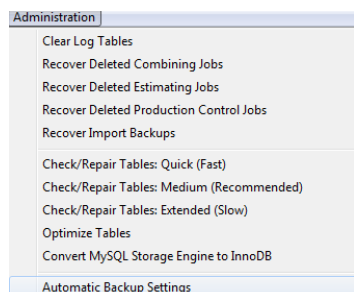 Administration
Clear Log Tables
Recover Deleted Combining Jobs
Recover Deleted Estimating Jobs
Recover Deleted Production Control Jobs
Recover Import Backups
Check/Repair Tables: Quick (Fast)
Check/Repair Tables: Medium (Recommended)
Check/Repair Tables: Extended (Slow)
Optimize Tables
Convert MySQL Storage Engine to InnoDB
Automatic Backup Settings